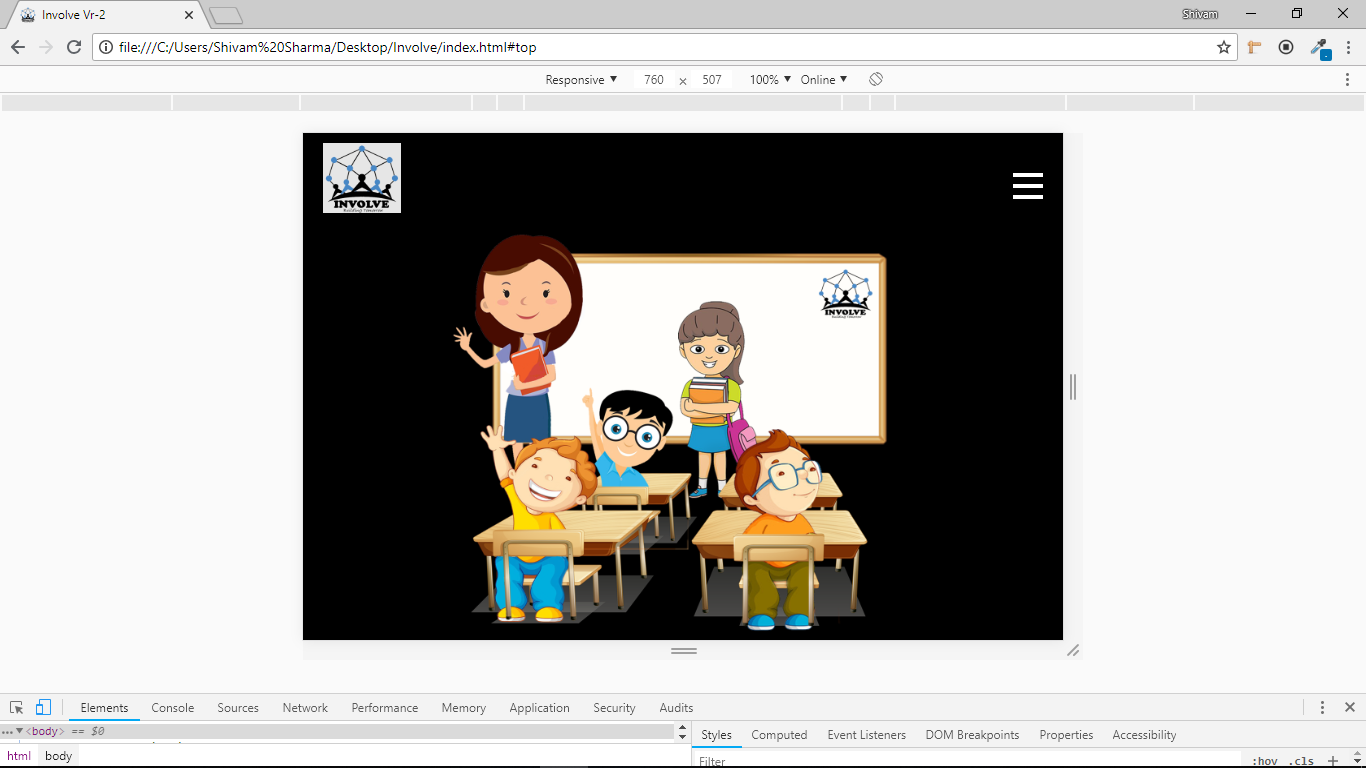 Involve Vr-2
Shivam
file:///C:/Users/Shivam%20Sharma/Desktop/Involve/index.html#top
Responsive ▼ 760 × 507 100% ▼ Online ▼
INVOLVE
Building Tomorrow
INVOLVE
Building Tomorrow
Elements Console Sources Network Performance Memory Application Security Audits
... ▼ <body> == $0
html body
Styles Computed Event Listeners DOM Breakpoints Properties Accessibility
Filter :hov .cls +